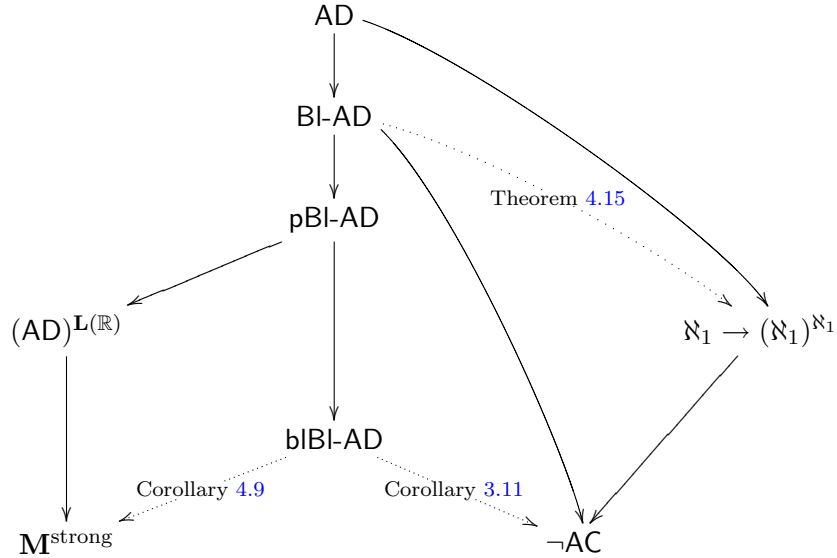 AD
Bl-AD
Theorem 4.15
pBl-AD
(AD)^{L(ℝ)}
ℵ₁ → (ℵ₁)^{ℵ₁}
blBl-AD
Corollary 4.9
Corollary 3.11
M^{strong}
¬AC